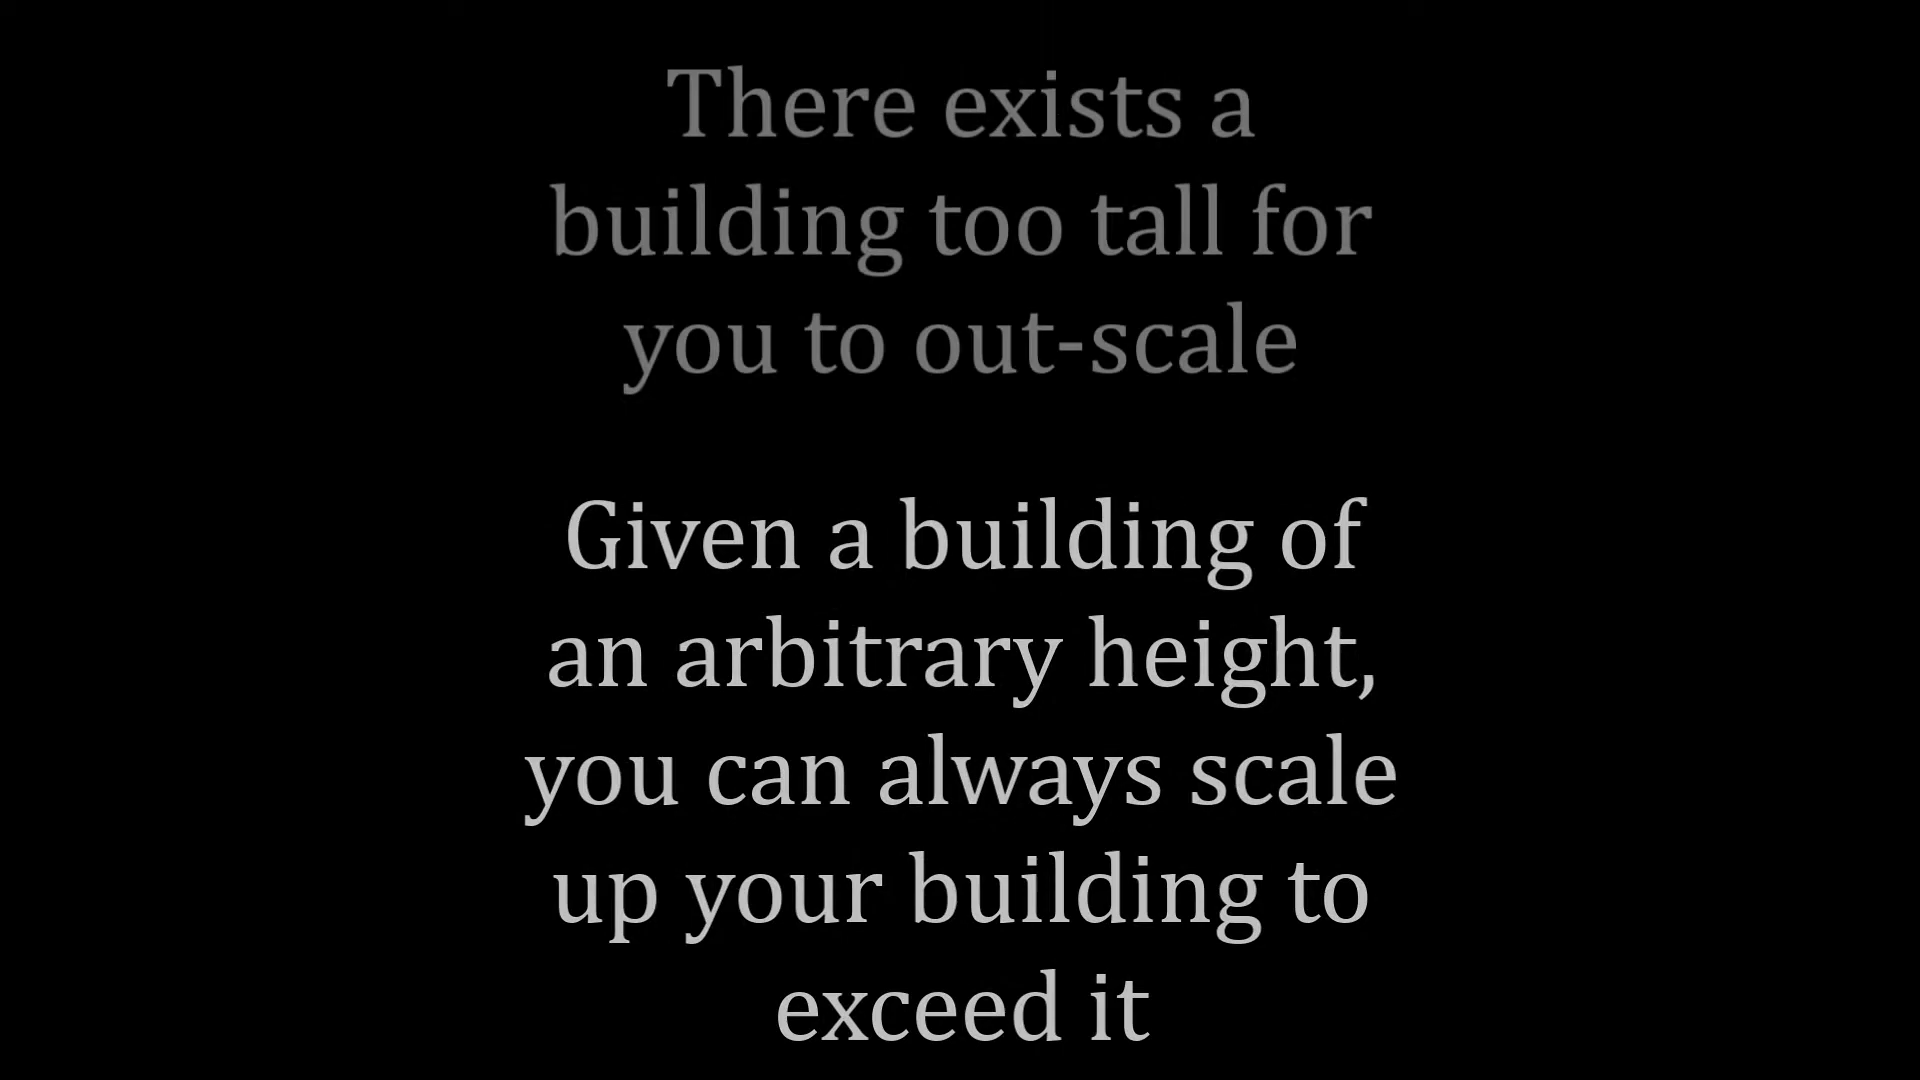 There exists a
building too tall for
you to out-scale
Given a building of
an arbitrary height,
you can always scale
up your building to
exceed it